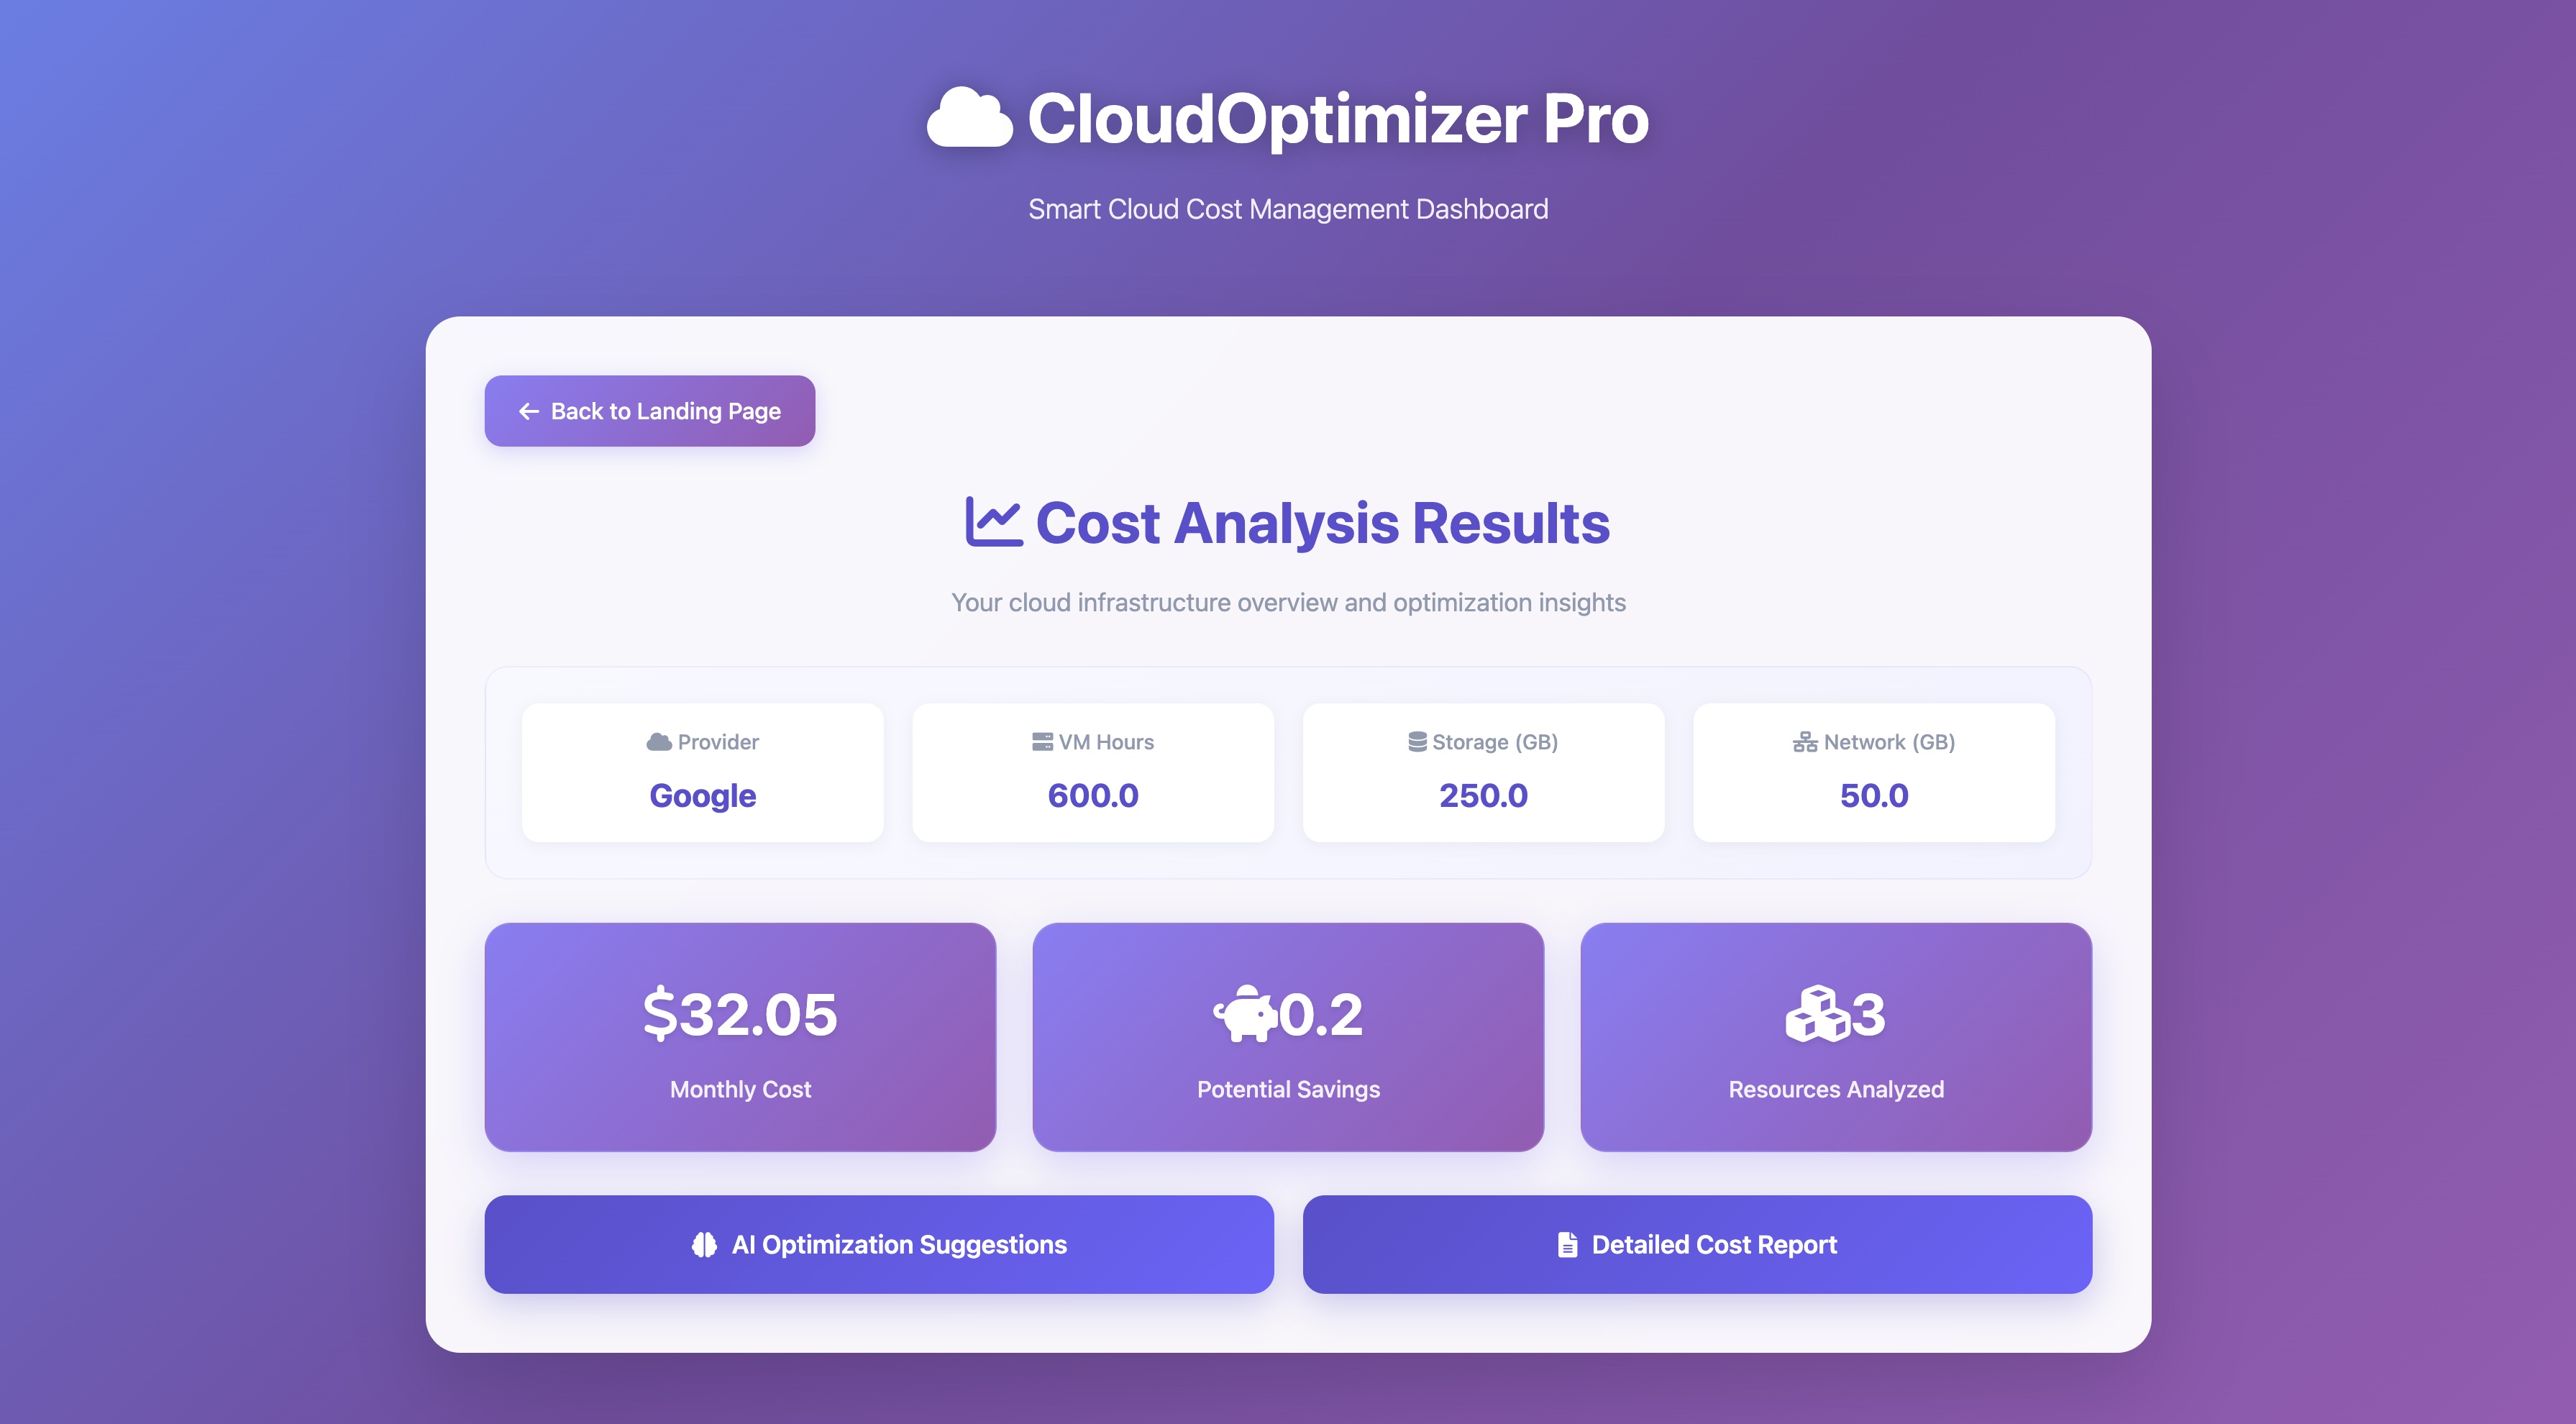 CloudOptimizer Pro
Smart Cloud Cost Management Dashboard
Back to Landing Page
Cost Analysis Results
Your cloud infrastructure overview and optimization insights
Provider
Google
VM Hours
600.0
Storage (GB)
250.0
Network (GB)
50.0
$32.05
Monthly Cost
0.2
Potential Savings
3
Resources Analyzed
AI Optimization Suggestions
Detailed Cost Report